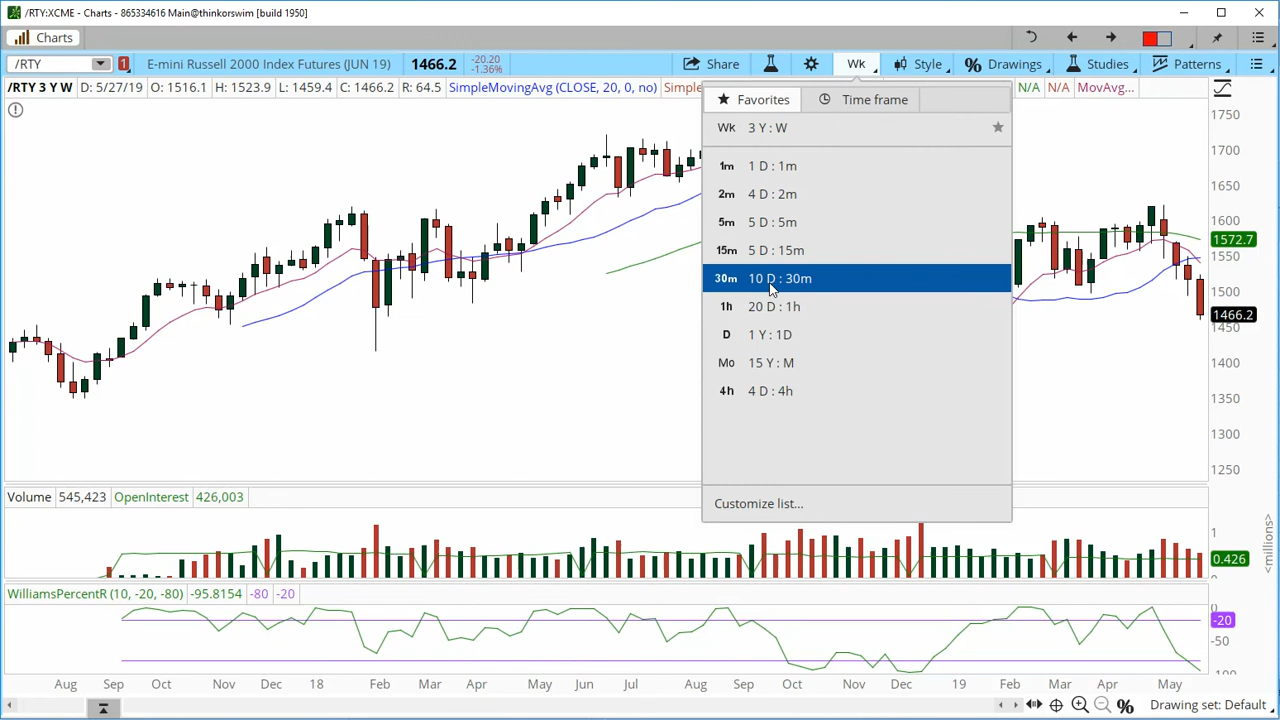 /RTY:XCME - Charts - 865334616 Main@thinkorswim [build 1950]
Charts
/RTY 1 E-mini Russell 2000 Index Futures (JUN 19) 1466.2 -20.20 -1.36% Share Wk Style % Drawings Studies Patterns
/RTY 3 Y W D: 5/27/19 O: 1516.1 H: 1523.9 L: 1459.4 C: 1466.2 R: 64.5 SimpleMovingAvg (CLOSE, 20, 0, no) Simple N/A N/A MovAvg...
Favorites Time frame
Wk 3 Y : W
1m 1 D : 1m
2m 4 D : 2m
5m 5 D : 5m
15m 5 D : 15m
30m 10 D : 30m
1h 20 D : 1h
D 1 Y : 1D
Mo 15 Y : M
4h 4 D : 4h
Customize list...
1750
1700
1650
1600
1572.7
1550
1500
1466.2
1450
1400
1350
1300
1250
Volume 545,423 OpenInterest 426,003
1
0.426
0
<millions>
WilliamsPercentR (10, -20, -80) -95.8154 -80 -20
0
-20
-50
-100
Aug Sep Oct Nov Dec 18 Feb Mar Apr May Jun Jul Aug Sep Oct Nov Dec 19 Feb Mar Apr May
% Drawing set: Default